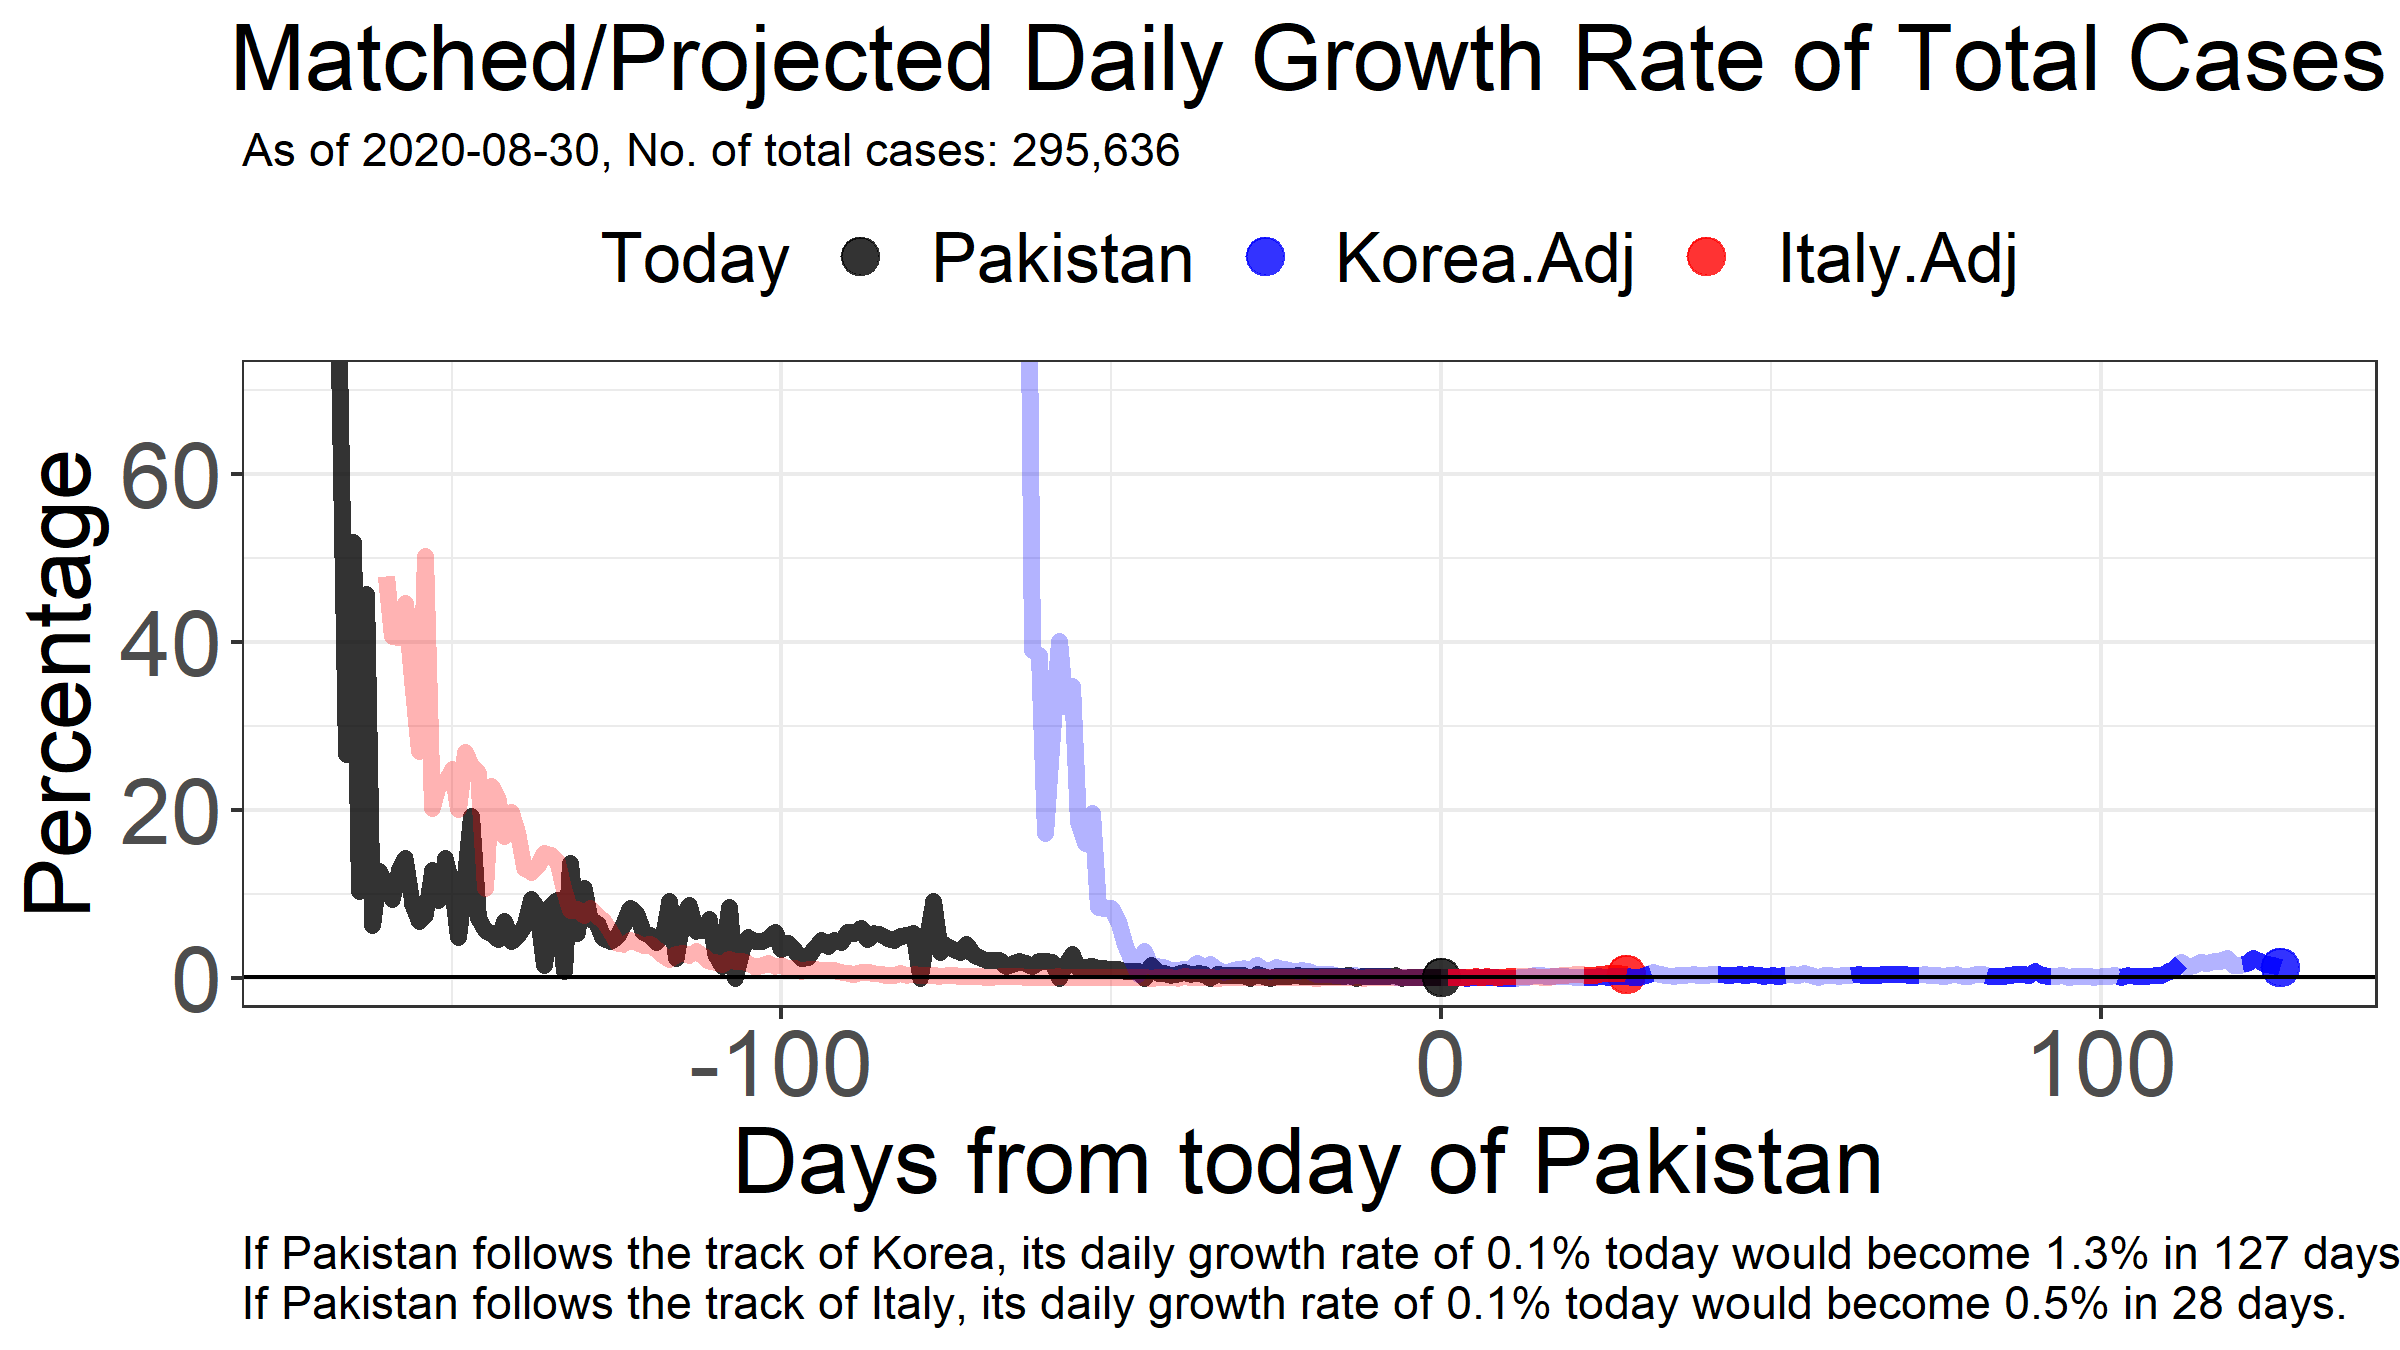 Matched/Projected Daily Growth Rate of Total Cases
As of 2020-08-30, No. of total cases: 295,636
Today Pakistan Korea.Adj Italy.Adj
Percentage
60
40
20
0
-100 0 100
Days from today of Pakistan
If Pakistan follows the track of Korea, its daily growth rate of 0.1% today would become 1.3% in 127 days
If Pakistan follows the track of Italy, its daily growth rate of 0.1% today would become 0.5% in 28 days.